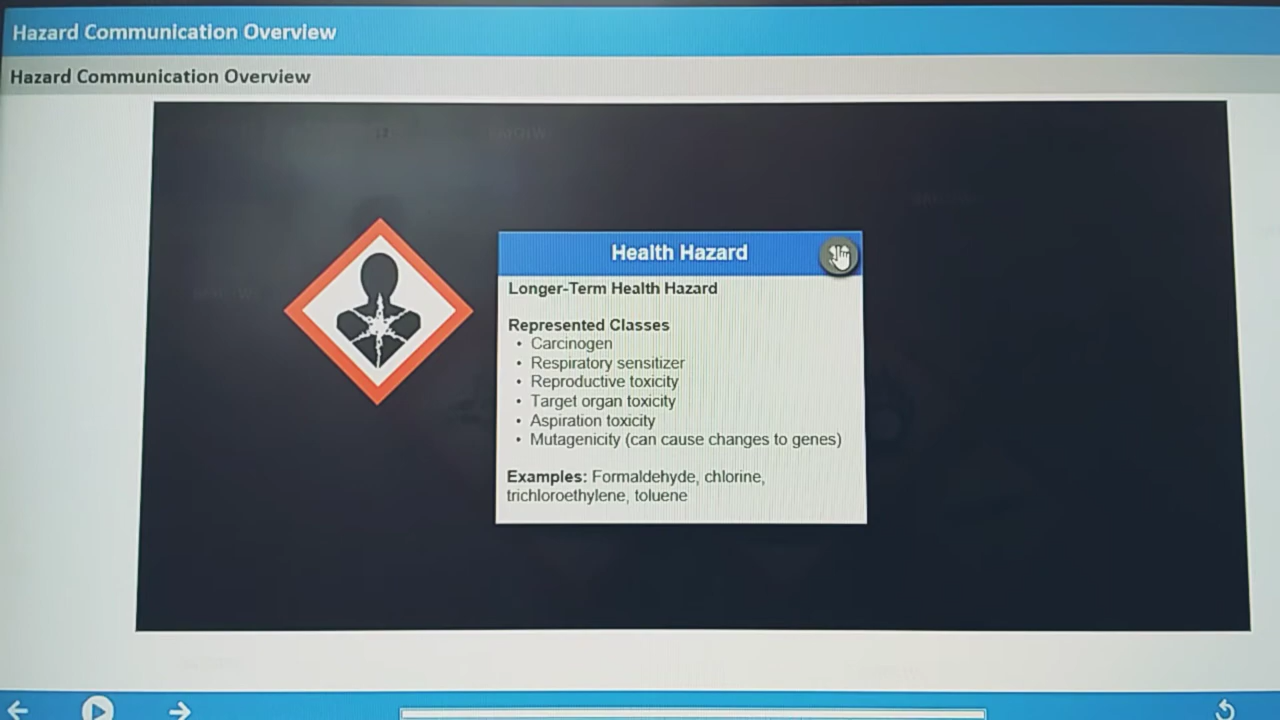 Hazard Communication Overview
Hazard Communication Overview
Health Hazard
Longer-Term Health Hazard
Represented Classes
• Carcinogen
• Respiratory sensitizer
• Reproductive toxicity
• Target organ toxicity
• Aspiration toxicity
• Mutagenicity (can cause changes to genes)
Examples: Formaldehyde, chlorine,
trichloroethylene, toluene